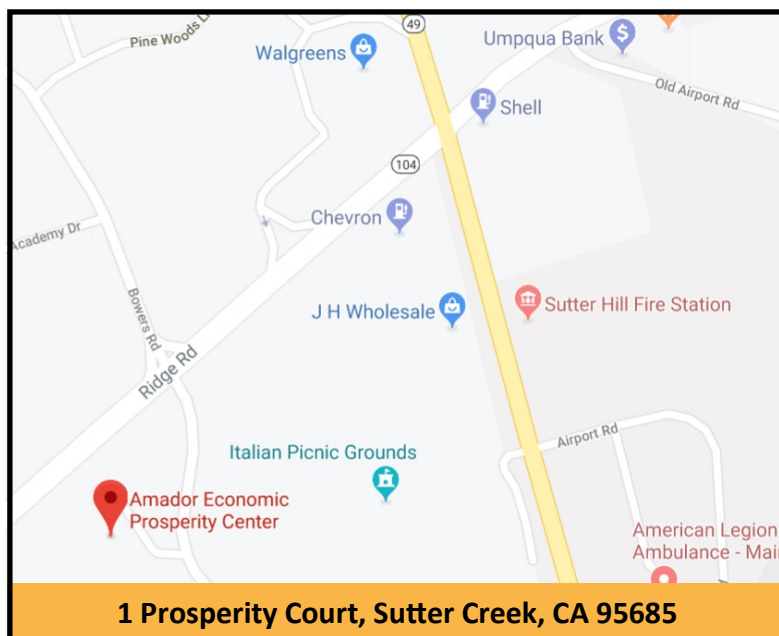 49
Pine Woods L
Walgreens
Umpqua Bank
Old Airport Rd
Shell
104
Chevron
Academy Dr
Bowers Rd
J H Wholesale
Sutter Hill Fire Station
Ridge Rd
Airport Rd
Italian Picnic Grounds
Amador Economic
Prosperity Center
American Legion
Ambulance - Mai
1 Prosperity Court, Sutter Creek, CA 95685